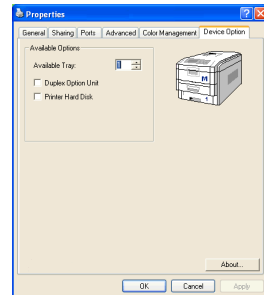 Properties
General Sharing Ports Advanced Color Management Device Option
Available Options
Available Tray:
Duplex Option Unit
Printer Hard Disk
M
1
About...
OK Cancel Apply